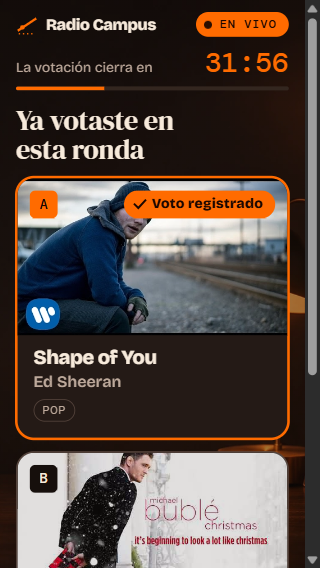 Radio Campus
EN VIVO
La votación cierra en
31:56
Ya votaste en
esta ronda
A
Voto registrado
W
Shape of You
Ed Sheeran
POP
B
michael
bublé
christmas
it's beginning to look a lot like christmas